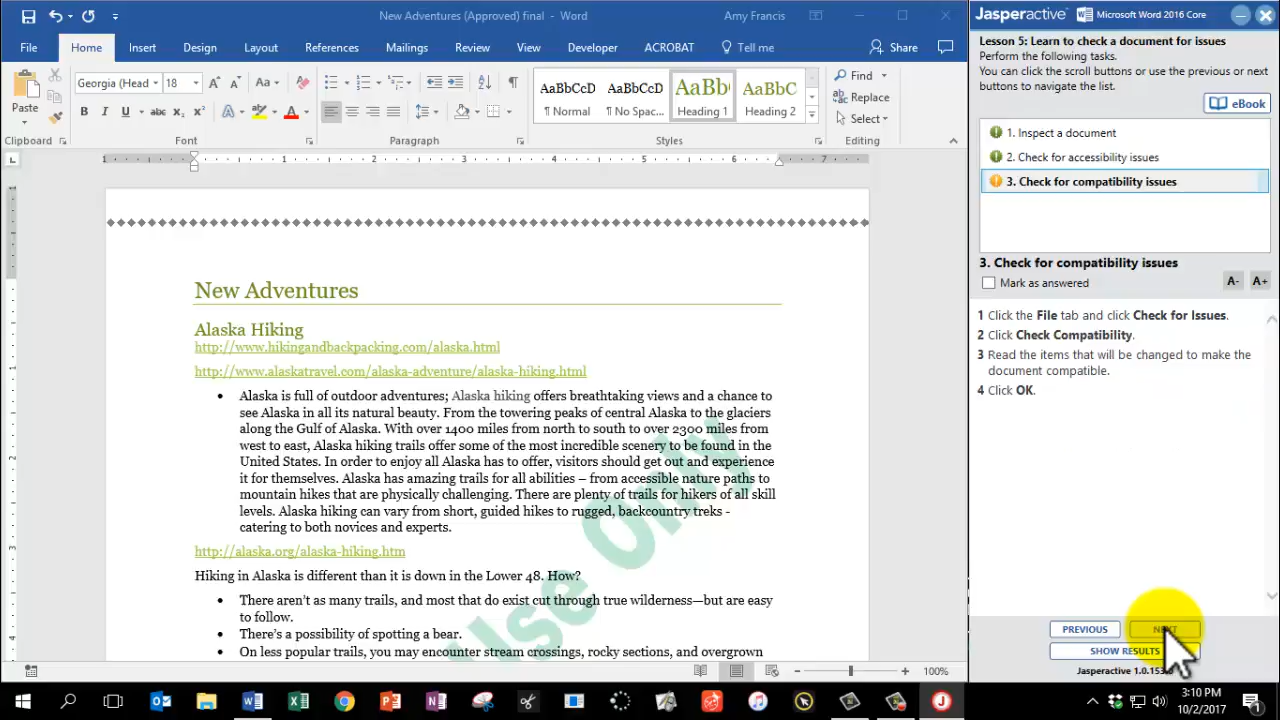 New Adventures (Approved) final - Word
Amy Francis
File Home Insert Design Layout References Mailings Review View Developer ACROBAT Tell me Share
Georgia (Head 18
Paste
AaBbCcD AaBbCcD AaBb AaBbC
¶ Normal ¶ No Spac... Heading 1 Heading 2
Find
Replace
Select
Clipboard Font Paragraph Styles Editing
New Adventures
Alaska Hiking
http://www.hikingandbackpacking.com/alaska.html
http://www.alaskatravel.com/alaska-adventure/alaska-hiking.html
• Alaska is full of outdoor adventures; Alaska hiking offers breathtaking views and a chance to
see Alaska in all its natural beauty. From the towering peaks of central Alaska to the glaciers
along the Gulf of Alaska. With over 1400 miles from north to south to over 2300 miles from
west to east, Alaska hiking trails offer some of the most incredible scenery to be found in the
United States. In order to enjoy all Alaska has to offer, visitors should get out and experience
it for themselves. Alaska has amazing trails for all abilities – from accessible nature paths to
mountain hikes that are physically challenging. There are plenty of trails for hikers of all skill
levels. Alaska hiking can vary from short, guided hikes to rugged, backcountry treks -
catering to both novices and experts.
http://alaska.org/alaska-hiking.htm
Hiking in Alaska is different than it is down in the Lower 48. How?
• There aren't as many trails, and most that do exist cut through true wilderness—but are easy
to follow.
• There's a possibility of spotting a bear.
• On less popular trails, you may encounter stream crossings, rocky sections, and overgrown
Use Only
100%
Jasperactive Microsoft Word 2016 Core
Lesson 5: Learn to check a document for issues
Perform the following tasks.
You can click the scroll buttons or use the previous or next
buttons to navigate the list.
eBook
1. Inspect a document
2. Check for accessibility issues
3. Check for compatibility issues
3. Check for compatibility issues
Mark as answered A- A+
1 Click the File tab and click Check for Issues.
2 Click Check Compatibility.
3 Read the items that will be changed to make the
document compatible.
4 Click OK.
PREVIOUS NEXT
SHOW RESULTS
Jasperactive 1.0.153
3:10 PM
10/2/2017